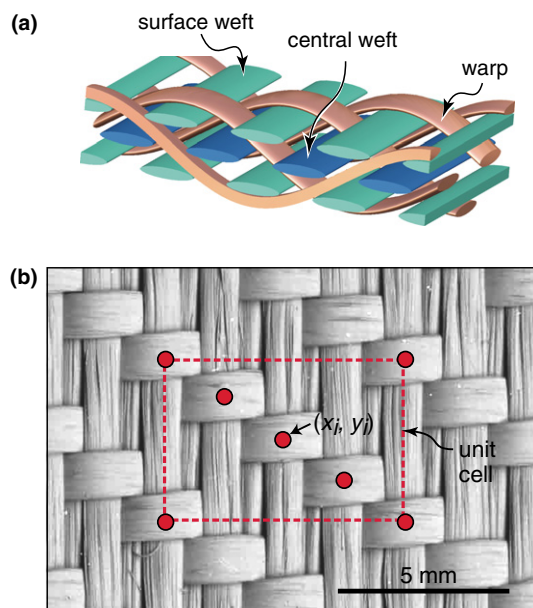 (a)
surface weft
central weft
warp
(b)
(xi, yi)
unit
cell
5 mm